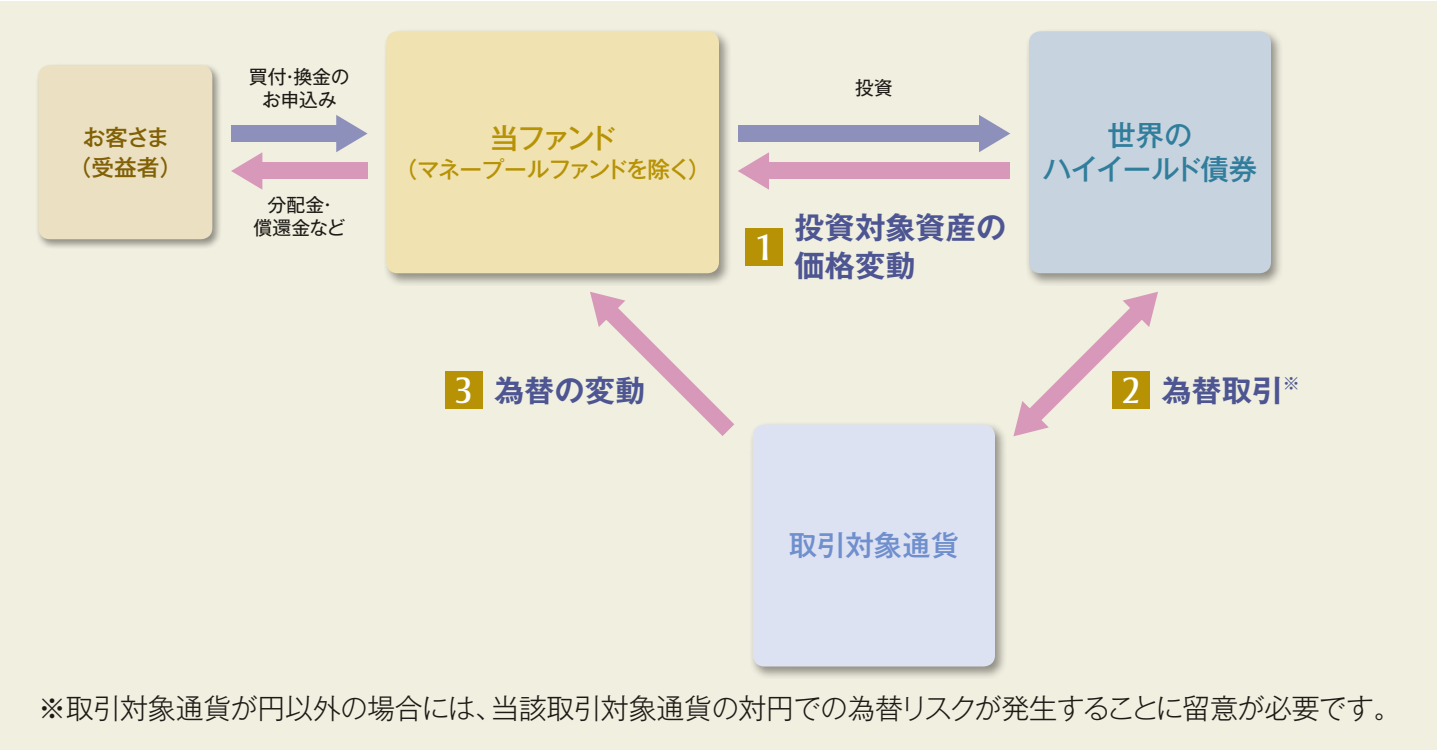 お客さま
(受益者)
買付・換金の
お申込み
分配金・
償還金など
当ファンド
(マネープールファンドを除く)
投資
1 投資対象資産の
価格変動
世界の
ハイイールド債券
3 為替の変動
2 為替取引※
取引対象通貨
※取引対象通貨が円以外の場合には、当該取引対象通貨の対円での為替リスクが発生することに留意が必要です。